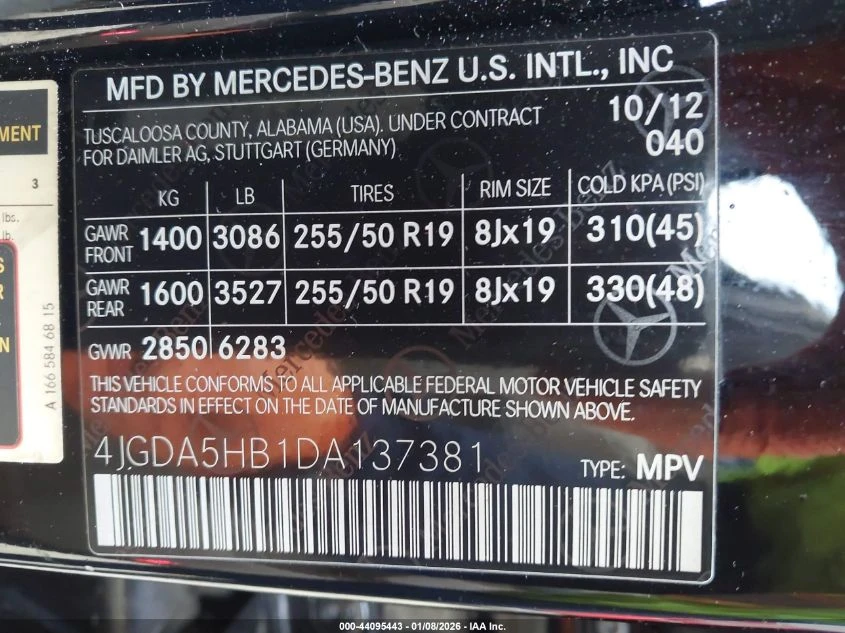 MFD BY MERCEDES-BENZ U.S. INTL., INC
TUSCALOOSA COUNTY, ALABAMA (USA). UNDER CONTRACT
FOR DAIMLER AG, STUTTGART (GERMANY)
10/12
040
KG LB TIRES RIM SIZE COLD KPA (PSI)
GAWR FRONT 1400 3086 255/50 R19 8Jx19 310(45)
GAWR REAR 1600 3527 255/50 R19 8Jx19 330(48)
GVWR 2850 6283
THIS VEHICLE CONFORMS TO ALL APPLICABLE FEDERAL MOTOR VEHICLE SAFETY
STANDARDS IN EFFECT ON THE DATE OF MANUFACTURE SHOWN ABOVE.
4JGDA5HB1DA137381
TYPE: MPV
MENT
3
lbs.
lb.
A 166 584 68 15
000-44095443 - 01/08/2026 - IAA Inc.